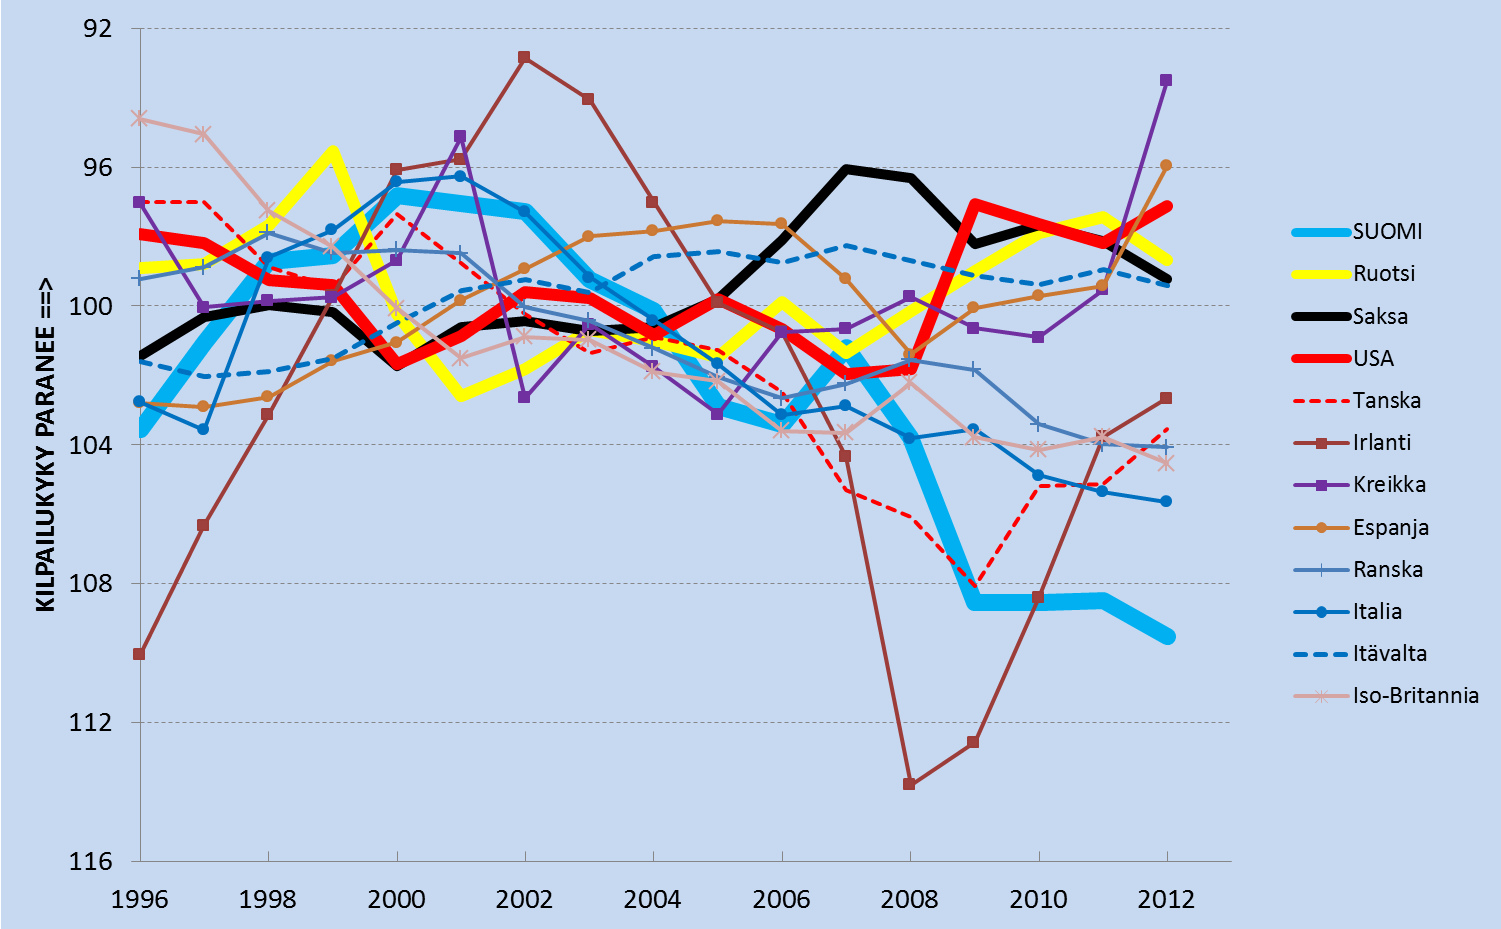 KILPAILUKYKY PARANEE ==>
92
96
100
104
108
112
116
1996 1998 2000 2002 2004 2006 2008 2010 2012
SUOMI
Ruotsi
Saksa
USA
Tanska
Irlanti
Kreikka
Espanja
Ranska
Italia
Itävalta
Iso-Britannia